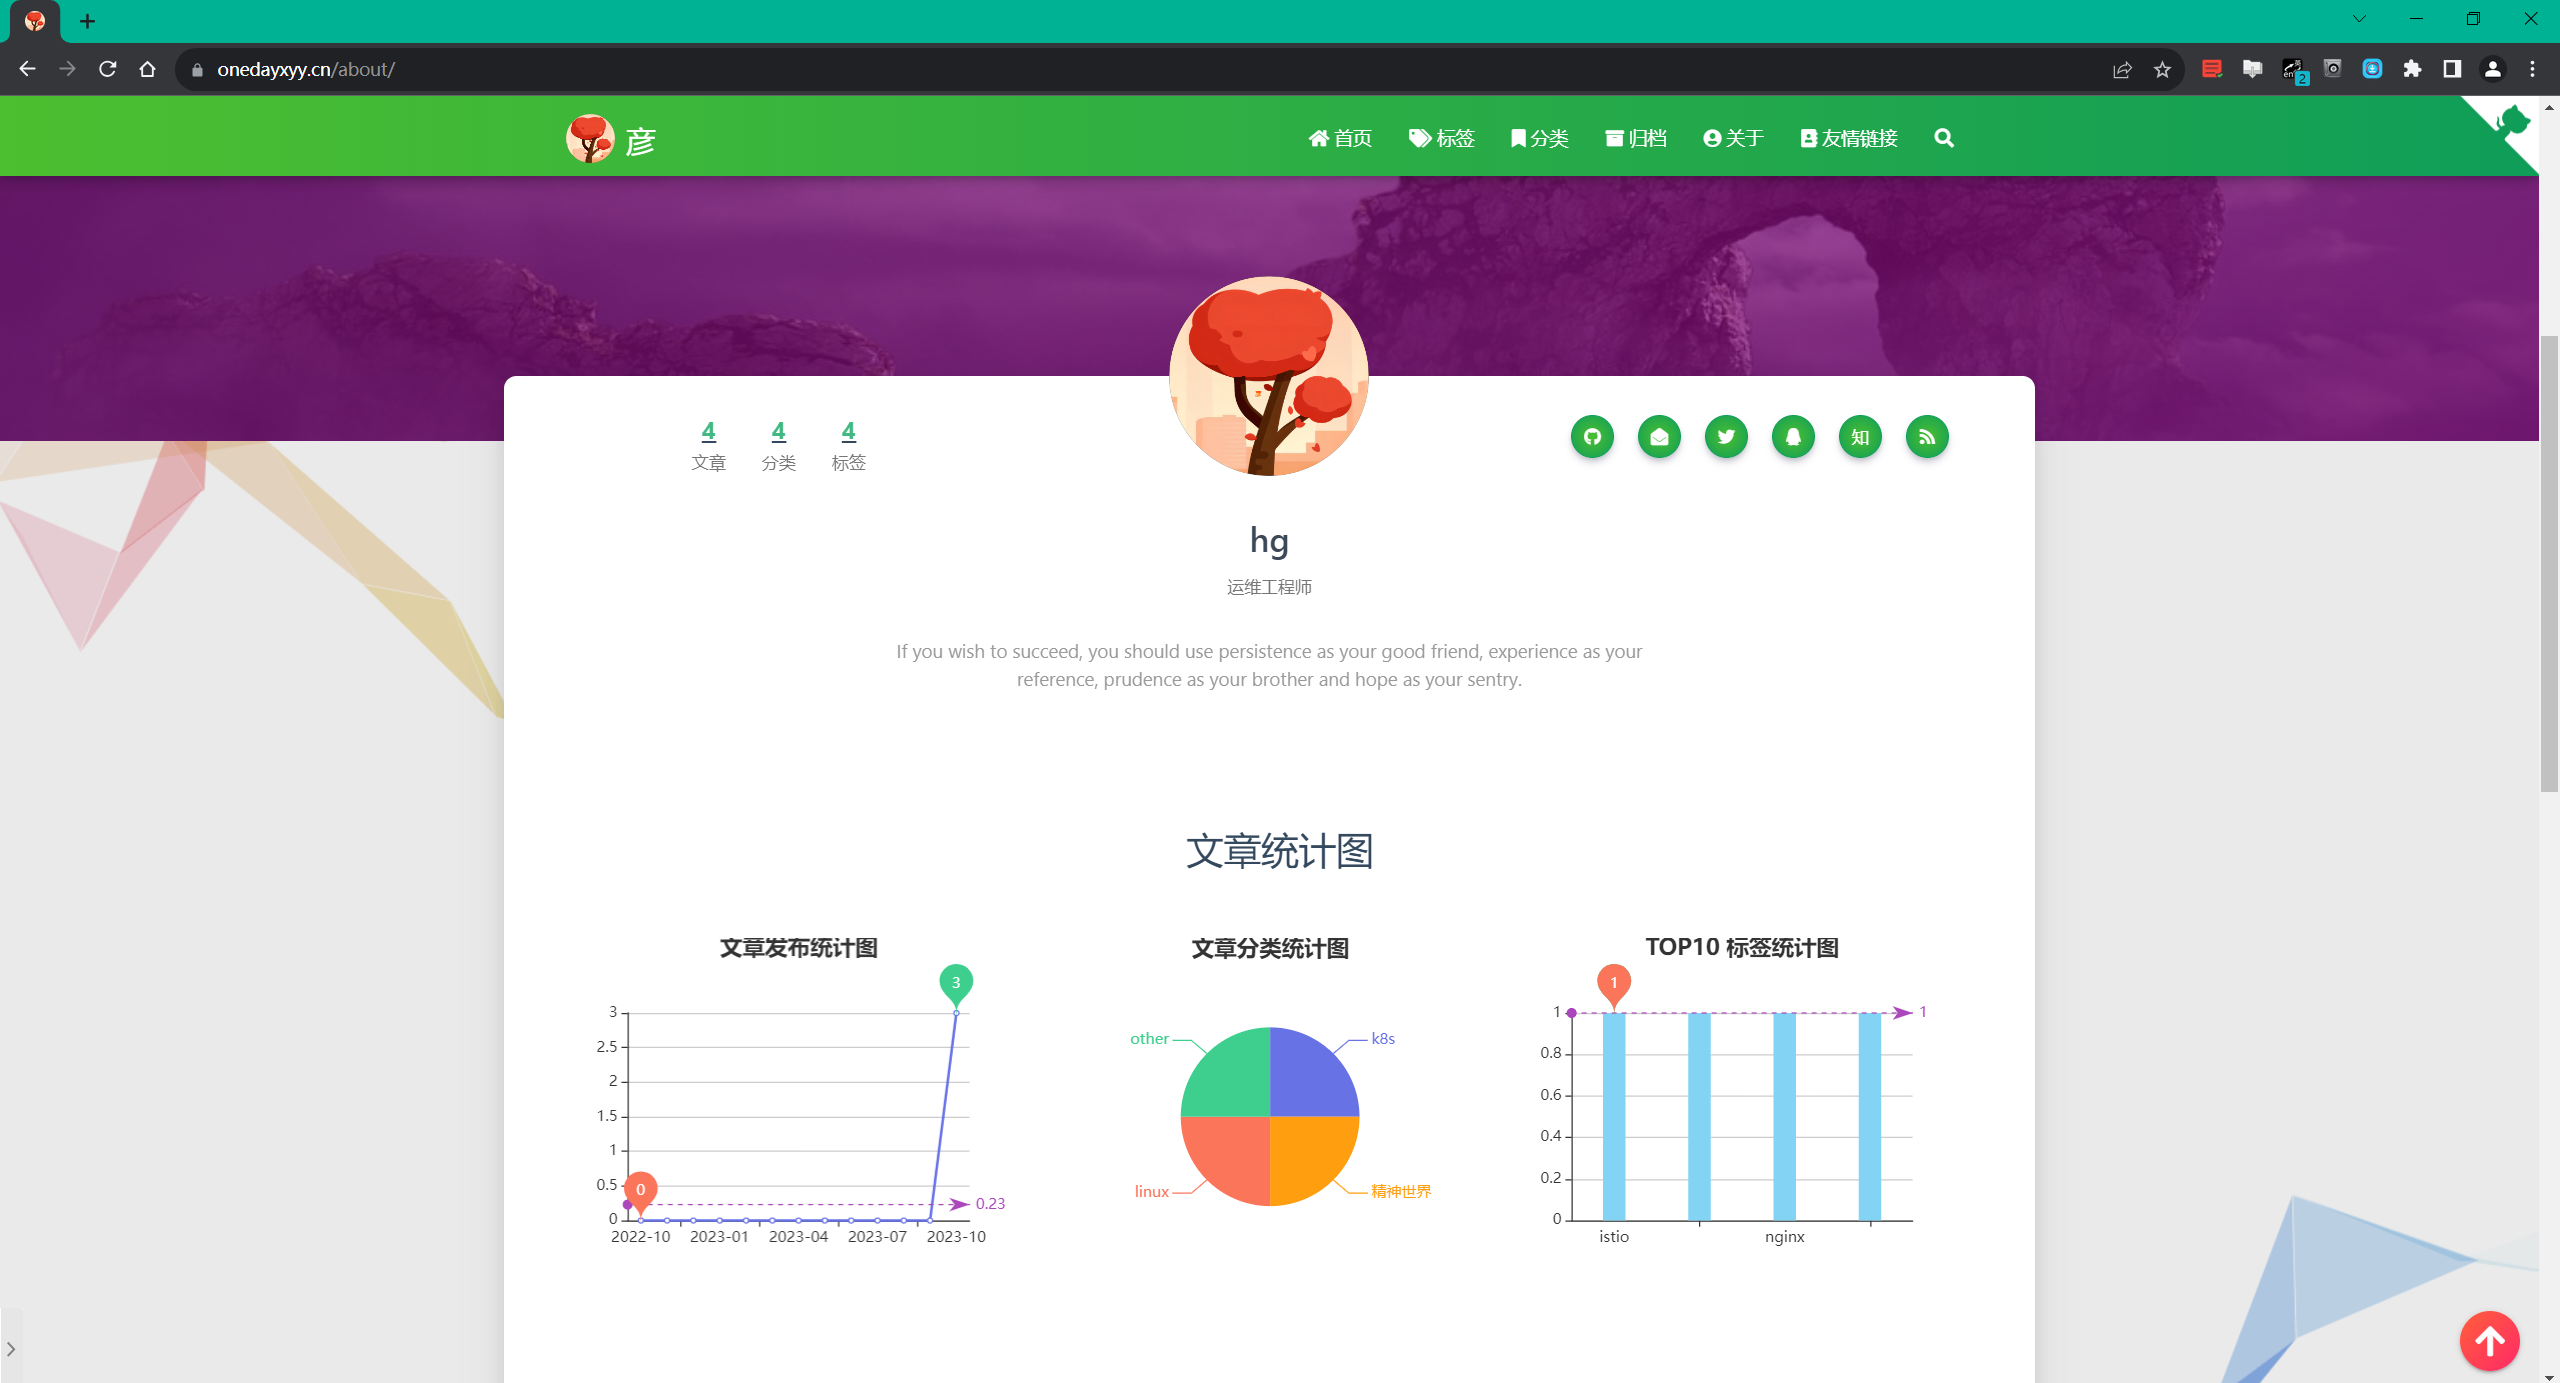 onedayxyy.cn/about/
2
彦
首页 标签 分类 归档 关于 友情链接
4 4 4
文章 分类 标签
知
hg
运维工程师
If you wish to succeed, you should use persistence as your good friend, experience as your
reference, prudence as your brother and hope as your sentry.
文章统计图
文章发布统计图
3
3
2.5
2
1.5
1
0.5
0
0
0.23
2022-10 2023-01 2023-04 2023-07 2023-10
文章分类统计图
other
k8s
linux
精神世界
TOP10 标签统计图
1
1
1
0.8
0.6
0.4
0.2
0
istio nginx